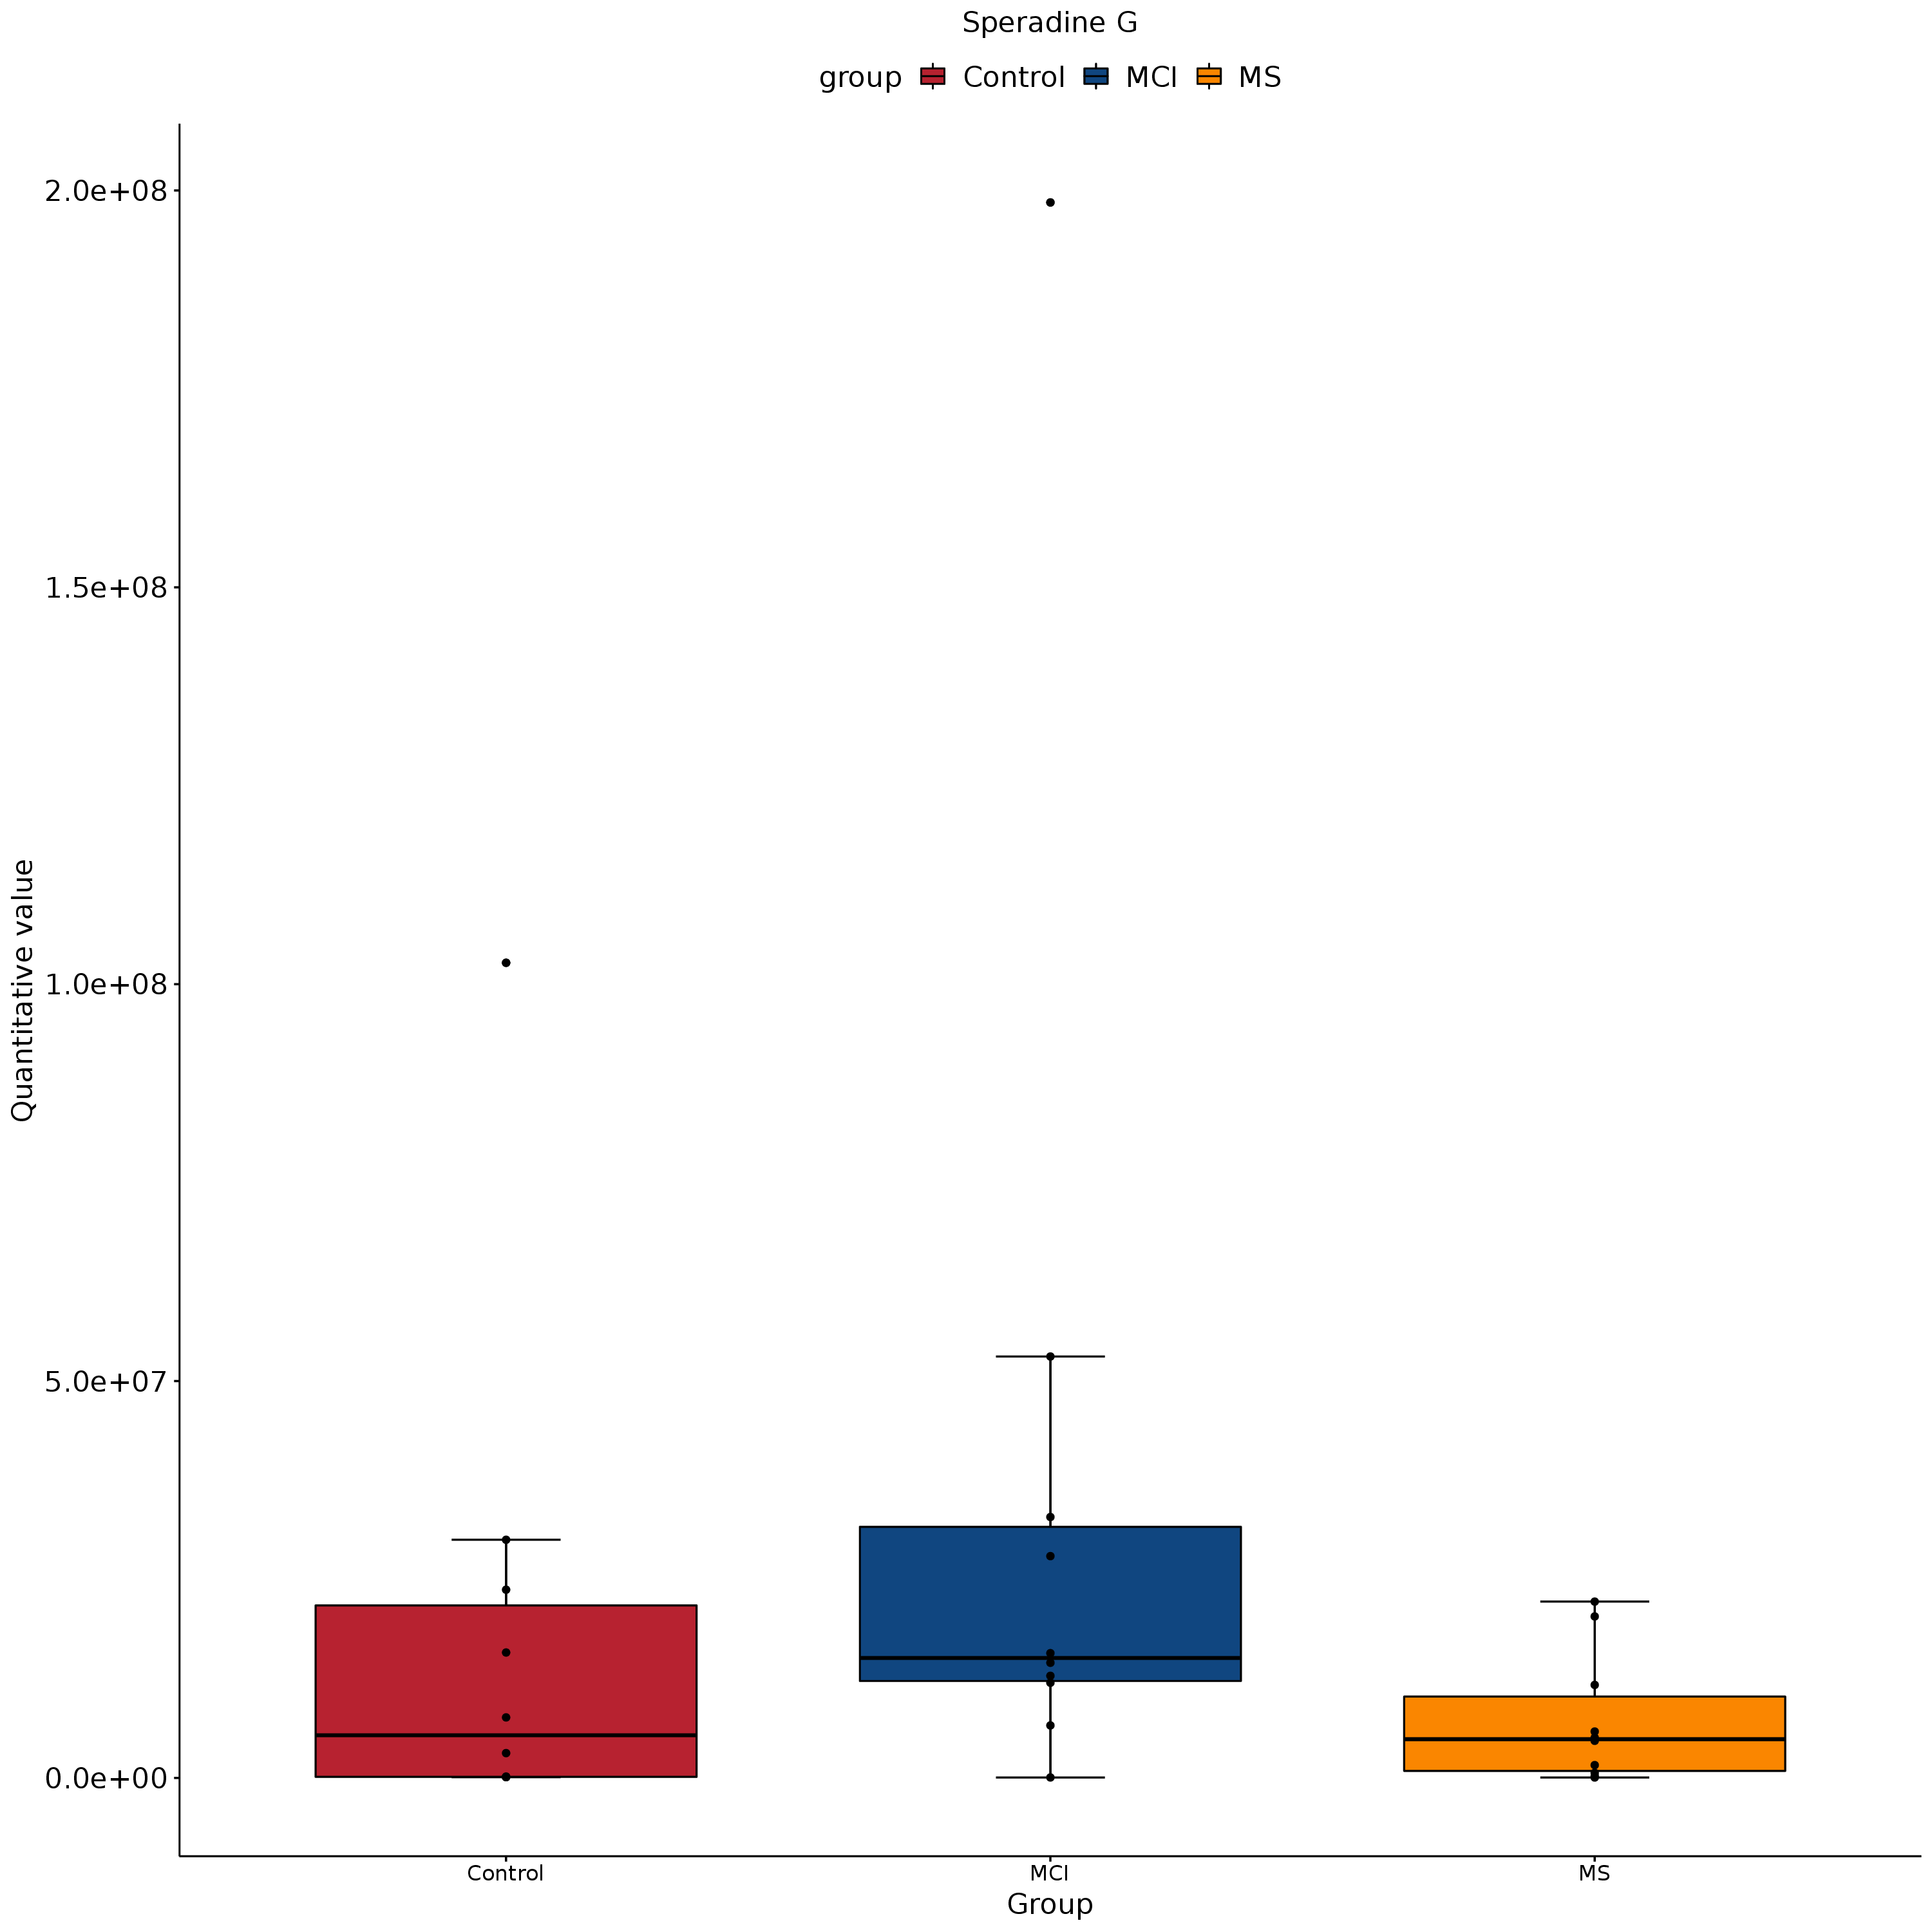 Speradine G
group Control MCI MS
Quantitative value
2.0e+08
1.5e+08
1.0e+08
5.0e+07
0.0e+00
Control MCI MS
Group